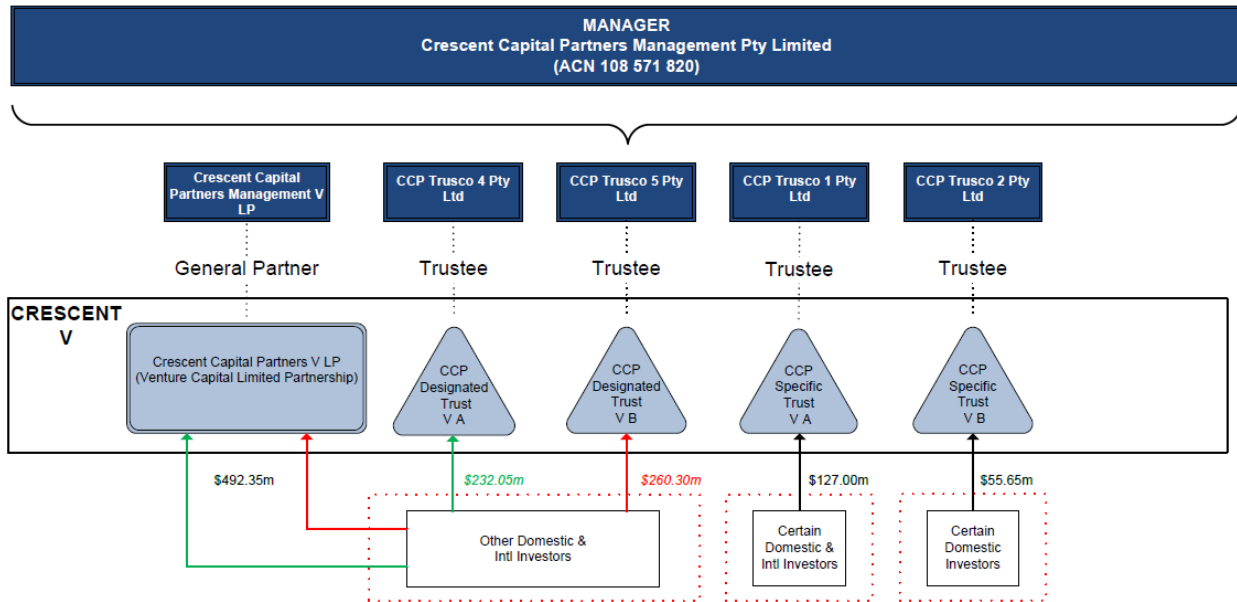 MANAGER
Crescent Capital Partners Management Pty Limited
(ACN 108 571 820)
Crescent Capital
Partners Management V
LP
CCP Trusco 4 Pty
Ltd
CCP Trusco 5 Pty
Ltd
CCP Trusco 1 Pty
Ltd
CCP Trusco 2 Pty
Ltd
General Partner
Trustee
Trustee
Trustee
Trustee
CRESCENT
V
Crescent Capital Partners V LP
(Venture Capital Limited Partnership)
CCP
Designated
Trust
V A
CCP
Designated
Trust
V B
CCP
Specific
Trust
V A
CCP
Specific
Trust
V B
$492.35m
$232.05m
$260.30m
$127.00m
$55.65m
Other Domestic &
Intl Investors
Certain
Domestic &
Intl Investors
Certain
Domestic
Investors